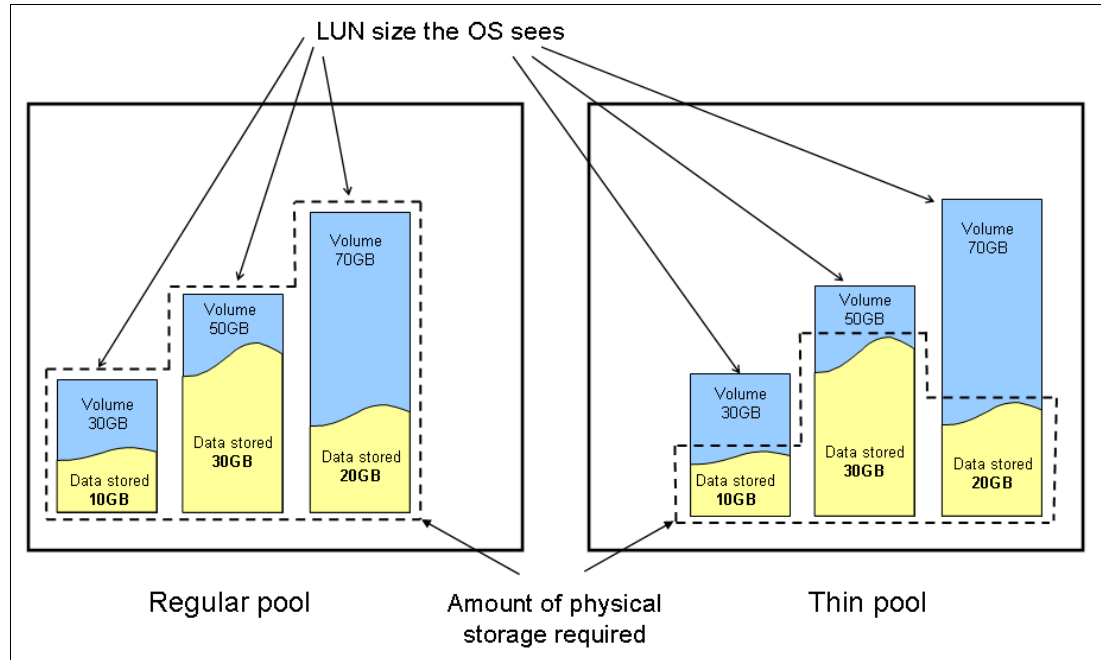 LUN size the OS sees
Volume
30GB
Data stored
10GB
Volume
50GB
Data stored
30GB
Volume
70GB
Data stored
20GB
Volume
30GB
Data stored
10GB
Volume
50GB
Data stored
30GB
Volume
70GB
Data stored
20GB
Regular pool
Amount of physical
storage required
Thin pool